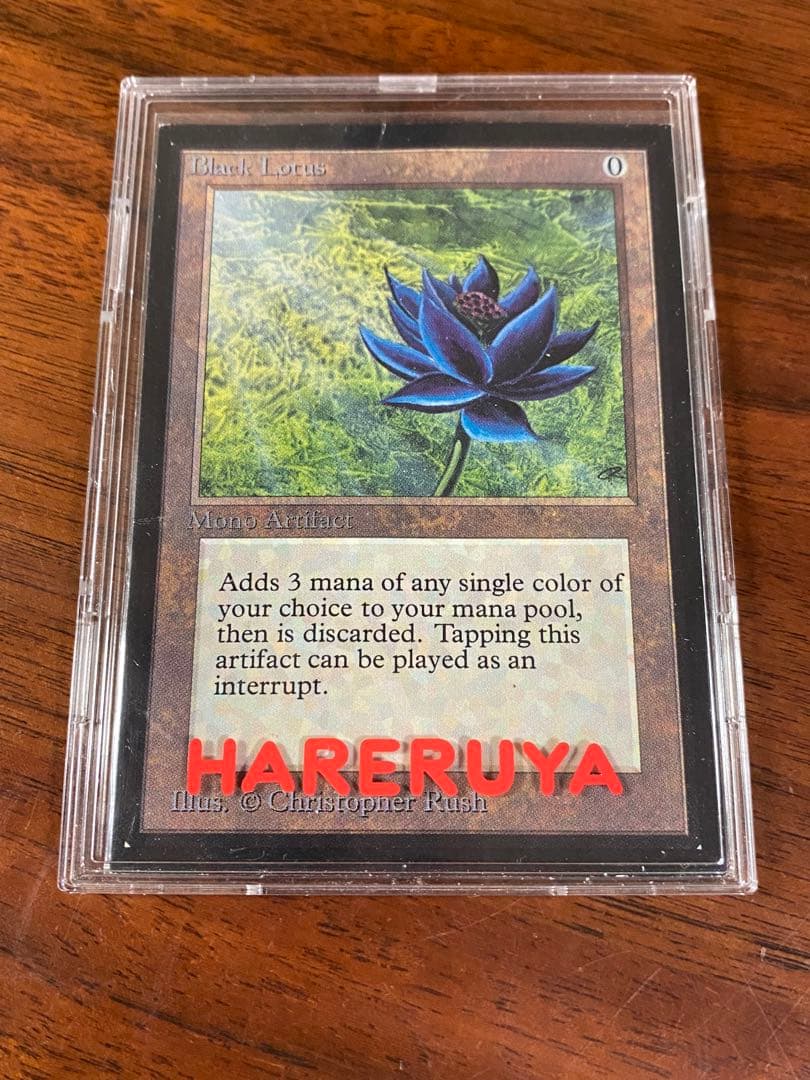 Black Lotus 0
CR
Mono Artifact
Adds 3 mana of any single color of
your choice to your mana pool,
then is discarded. Tapping this
artifact can be played as an
interrupt.
HARERUYA
Illus. © Christopher Rush